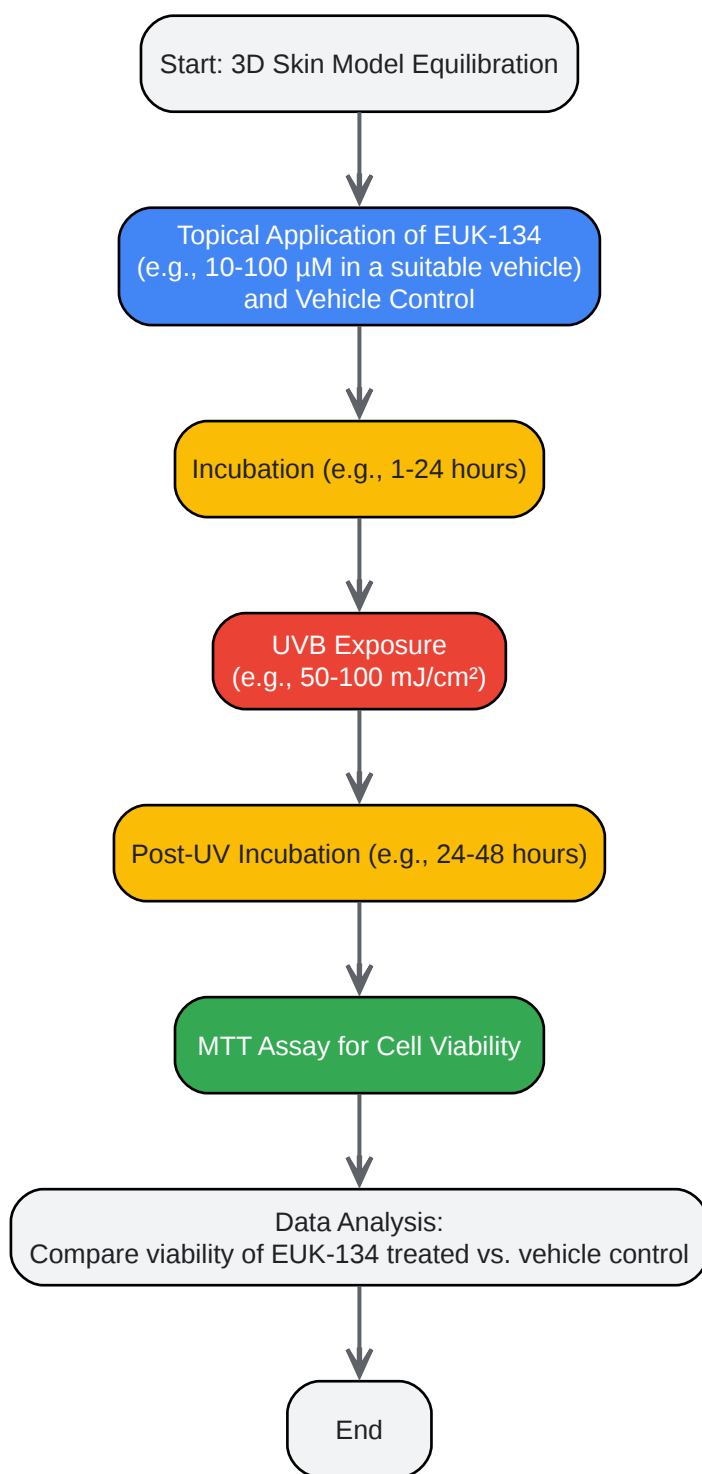 Start: 3D Skin Model Equilibration
Topical Application of EUK-134
(e.g., 10-100 µM in a suitable vehicle)
and Vehicle Control
Incubation (e.g., 1-24 hours)
UVB Exposure
(e.g., 50-100 mJ/cm²)
Post-UV Incubation (e.g., 24-48 hours)
MTT Assay for Cell Viability
Data Analysis:
Compare viability of EUK-134 treated vs. vehicle control
End